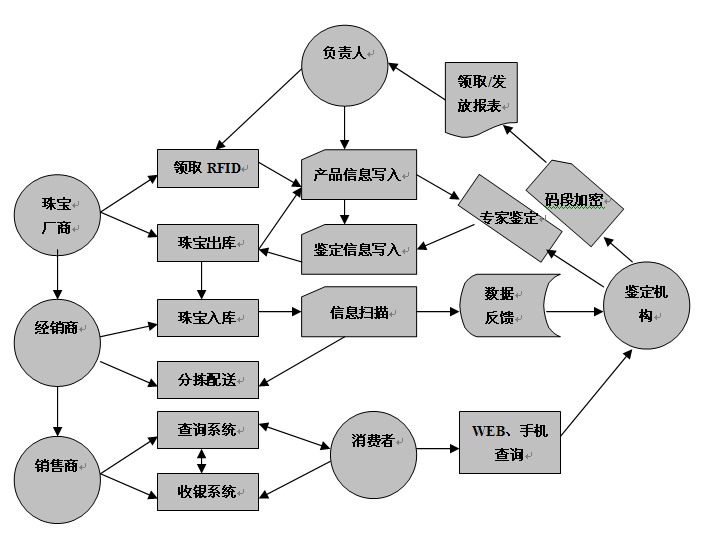 负责人
领取/发
放报表
领取 RFID
产品信息写入
码段加密
珠宝
厂商
专家鉴定
珠宝出库
鉴定信息写入
经销商
珠宝入库
信息扫描
数据
反馈
鉴定机
构
分拣配送
查询系统
消费者
WEB、手机
查询
销售商
收银系统